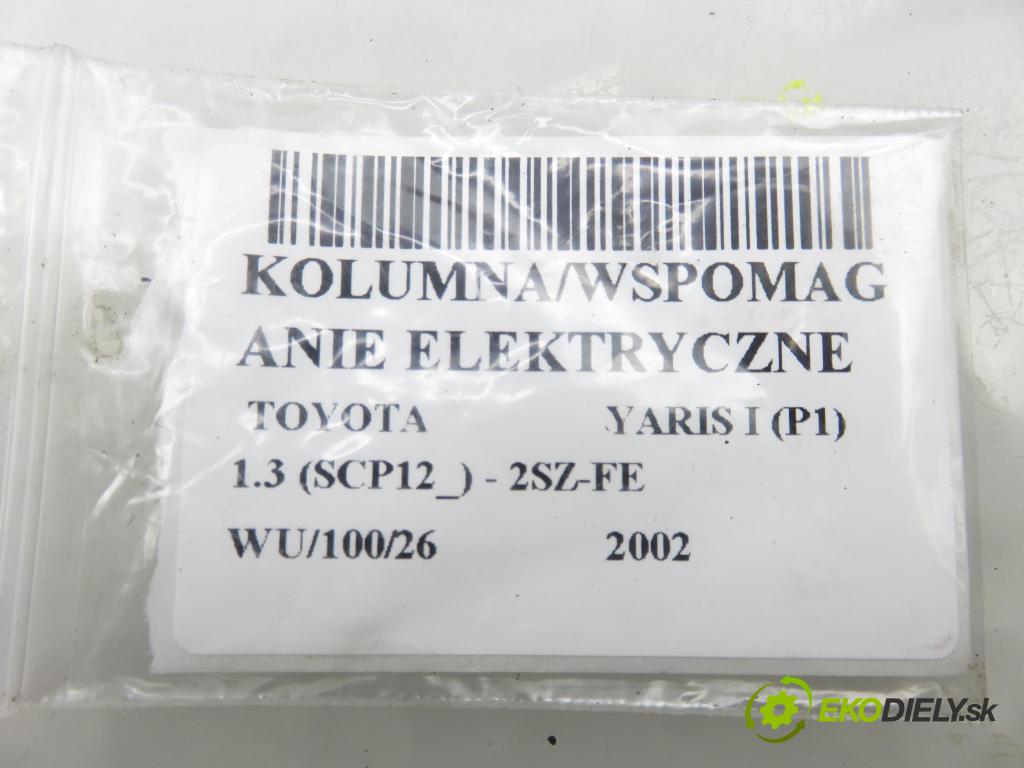 KOLUMNA/WSPOMAG
ANIE ELEKTRYCZNE
TOYOTA YARIS I (P1)
1.3 (SCP12_) - 2SZ-FE
WU/100/26 2002
EKODIELY.sk